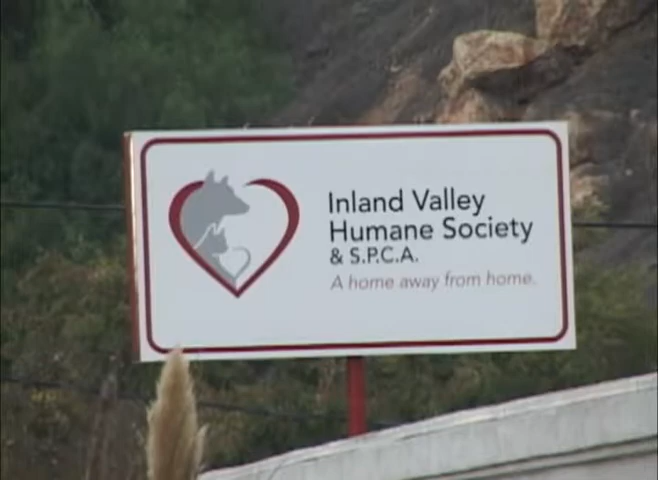 Inland Valley
Humane Society
& S.P.C.A.
A home away from home.